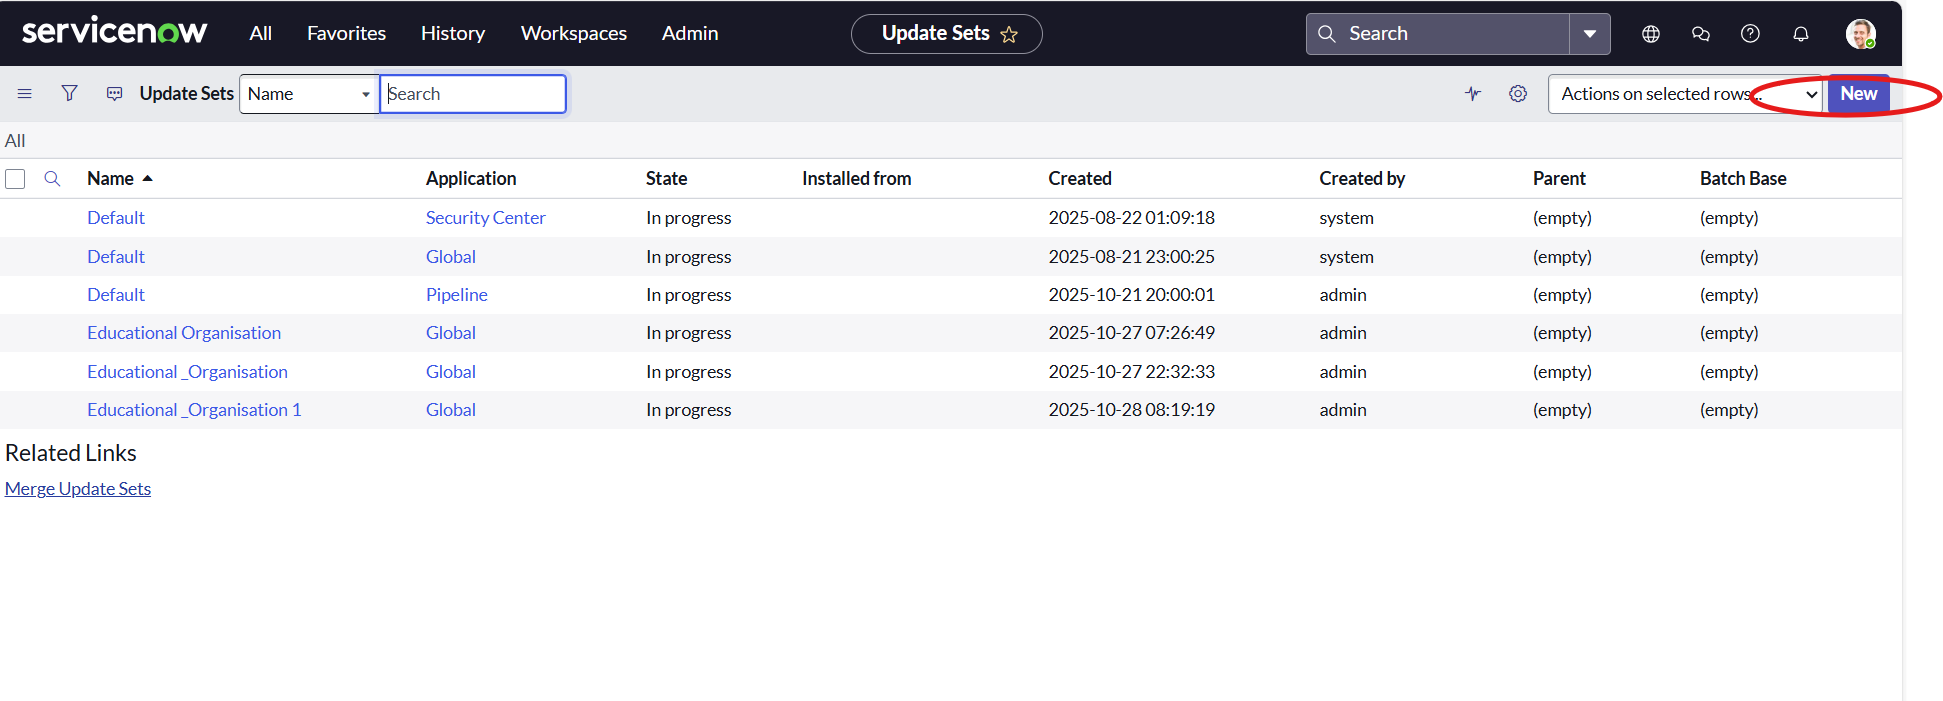 servicenow All Favorites History Workspaces Admin Update Sets Search
Update Sets Name Search Actions on selected rows... New
All
Name Application State Installed from Created Created by Parent Batch Base
Default Security Center In progress 2025-08-22 01:09:18 system (empty) (empty)
Default Global In progress 2025-08-21 23:00:25 system (empty) (empty)
Default Pipeline In progress 2025-10-21 20:00:01 admin (empty) (empty)
Educational Organisation Global In progress 2025-10-27 07:26:49 admin (empty) (empty)
Educational _Organisation Global In progress 2025-10-27 22:32:33 admin (empty) (empty)
Educational _Organisation 1 Global In progress 2025-10-28 08:19:19 admin (empty) (empty)
Related Links
Merge Update Sets